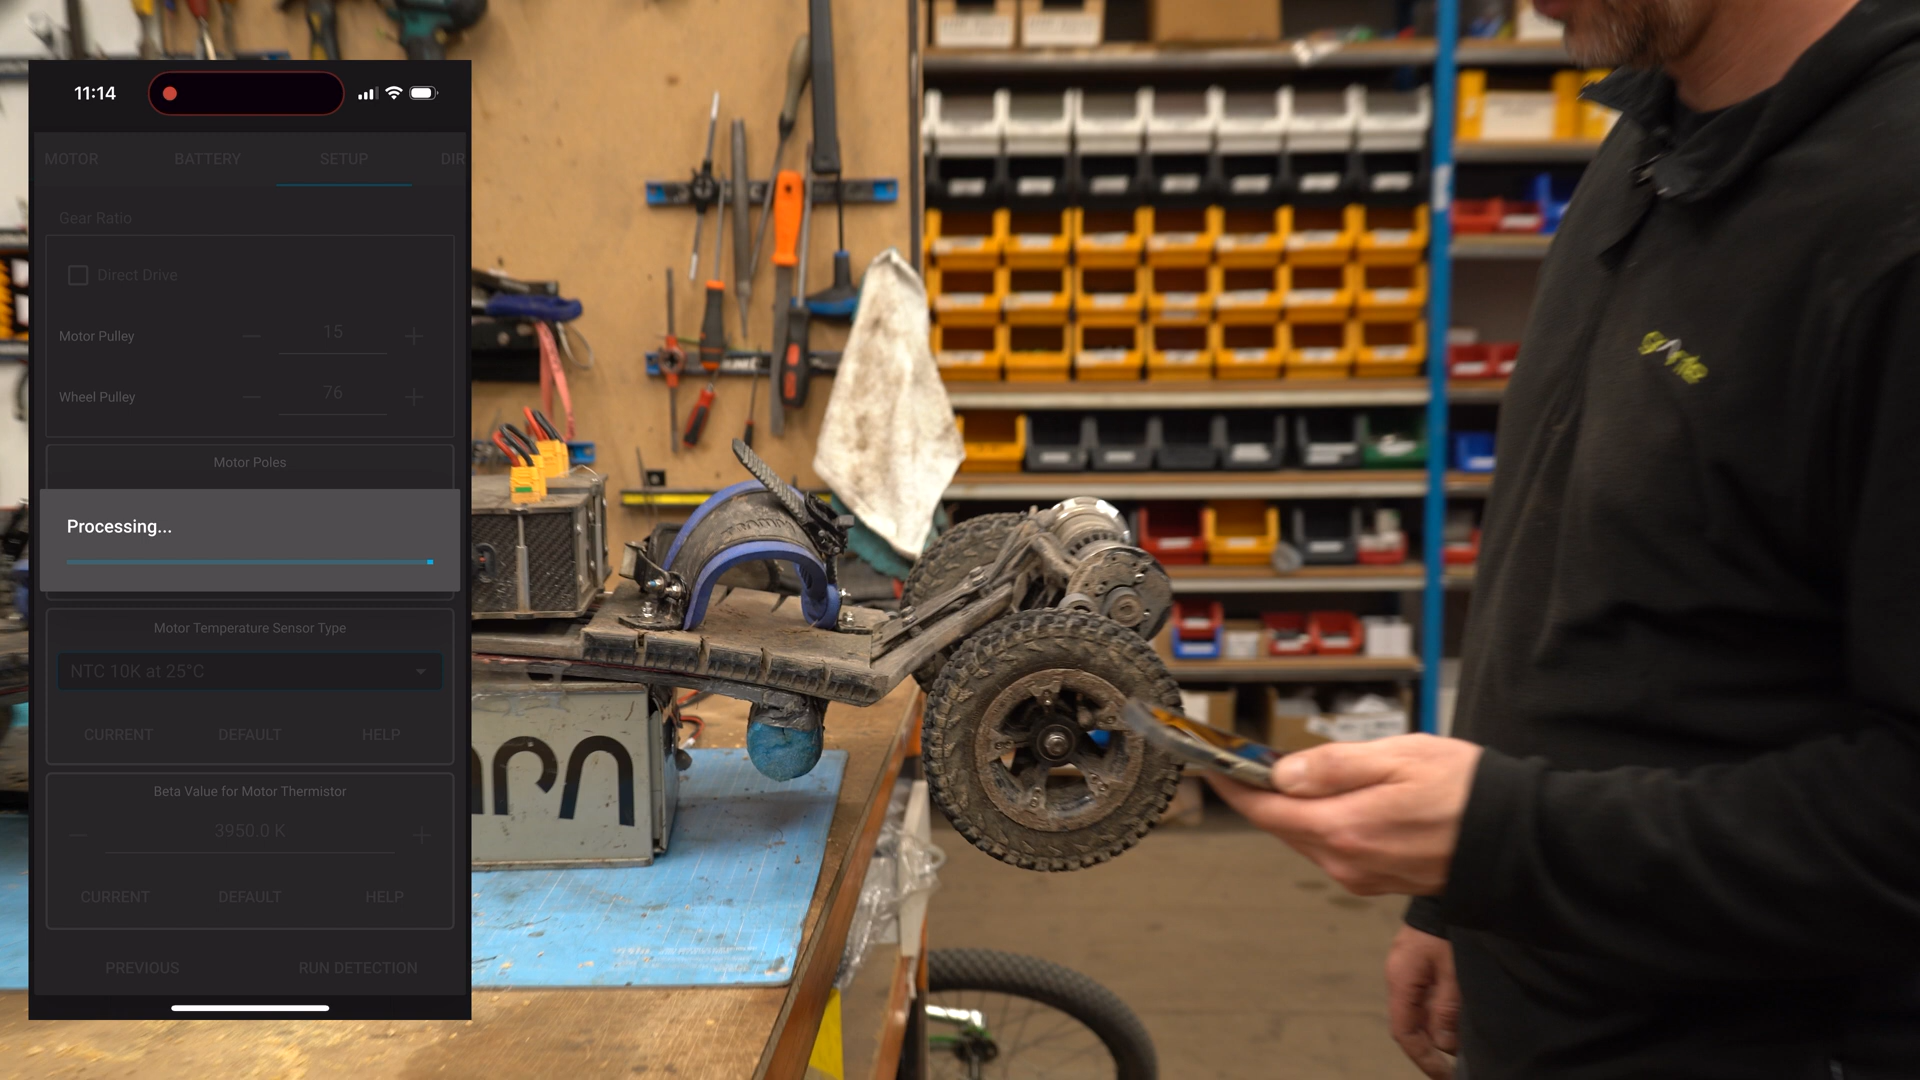 11:14
MOTOR BATTERY SETUP DIR
Gear Ratio
Direct Drive
Motor Pulley 15
Wheel Pulley 76
Motor Poles
Processing...
Motor Temperature Sensor Type
NTC 10K at 25°C
CURRENT DEFAULT HELP
Beta Value for Motor Thermistor
3950.0 K
CURRENT DEFAULT HELP
PREVIOUS RUN DETECTION